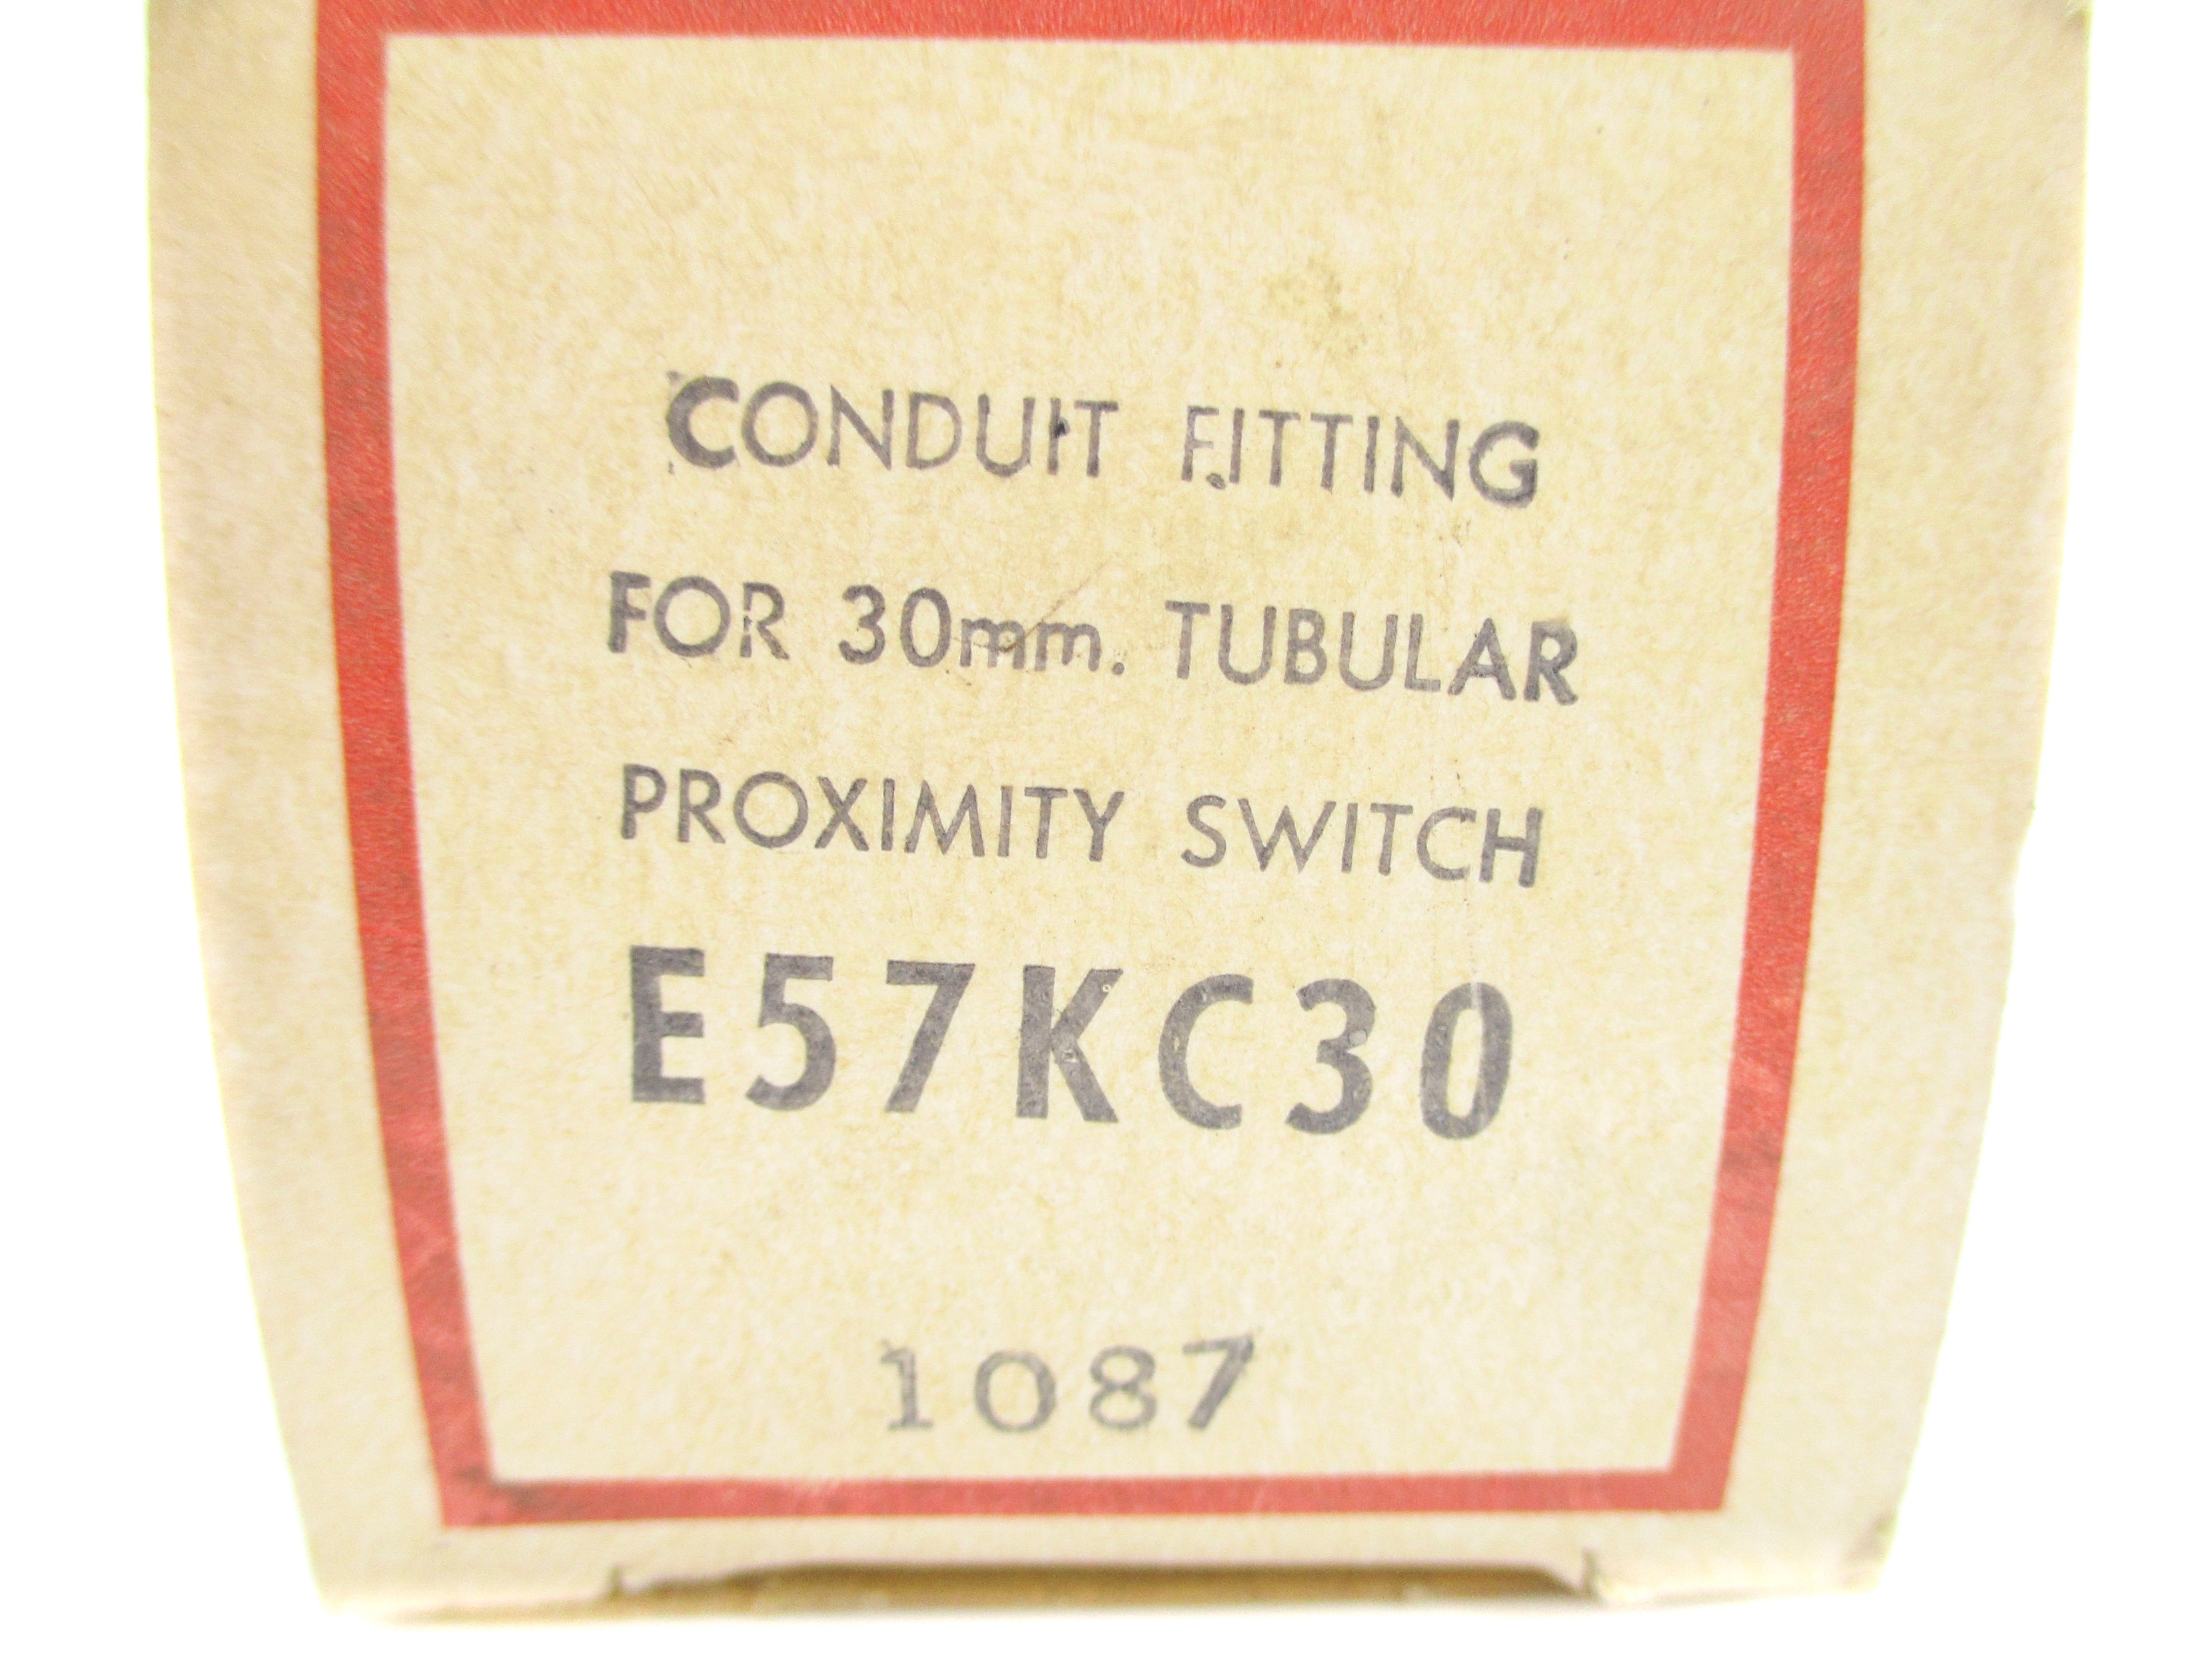 CONDUIT FITTING
FOR 30mm. TUBULAR
PROXIMITY SWITCH
E57KC30
1087